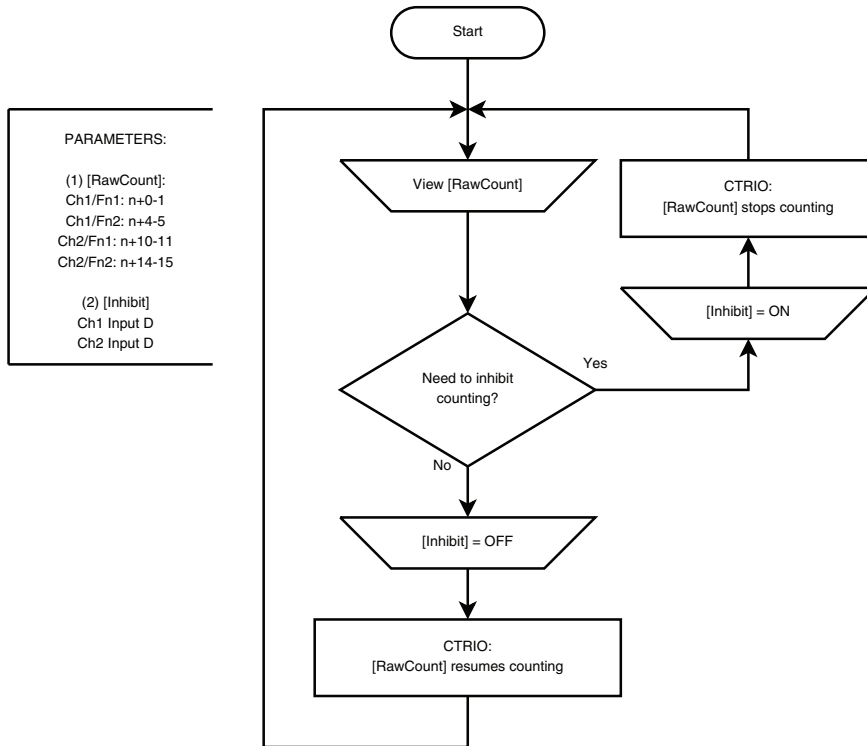 Start
PARAMETERS:
(1) [RawCount]:
Ch1/Fn1: n+0-1
Ch1/Fn2: n+4-5
Ch2/Fn1: n+10-11
Ch2/Fn2: n+14-15
(2) [Inhibit]
Ch1 Input D
Ch2 Input D
View [RawCount]
CTRIO:
[RawCount] stops counting
[Inhibit] = ON
Need to inhibit
counting?
Yes
No
[Inhibit] = OFF
CTRIO:
[RawCount] resumes counting